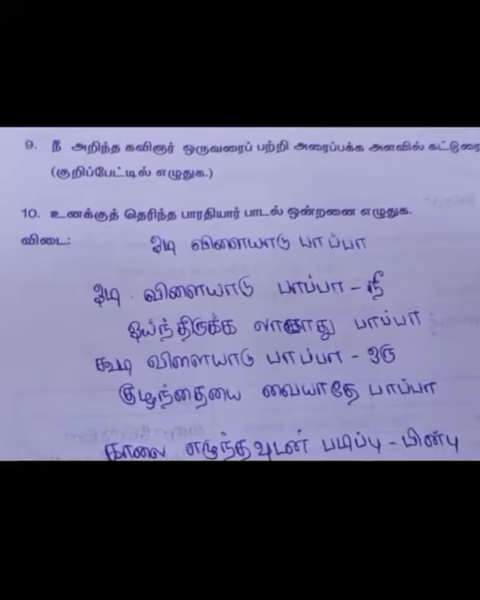 9. நீ அறிந்த கவிஞர் ஒருவரைப் பற்றி அரைப்பக்க அளவில் கட்டுரை
(குறிப்பேட்டில் எழுதுக.)
10. உனக்குத் தெரிந்த பாரதியார் பாடல் ஒன்றனை எழுதுக.
விடை: ஓடி விளையாடு பாப்பா
ஓடி விளையாடு பாப்பா - நீ
ஓய்ந்திருக்க லாகாது பாப்பா
கூடி விளையாடு பாப்பா - ஒரு
குழந்தையை வையாதே பாப்பா
காலை எழுந்தவுடன் படிப்பு - பின்பு